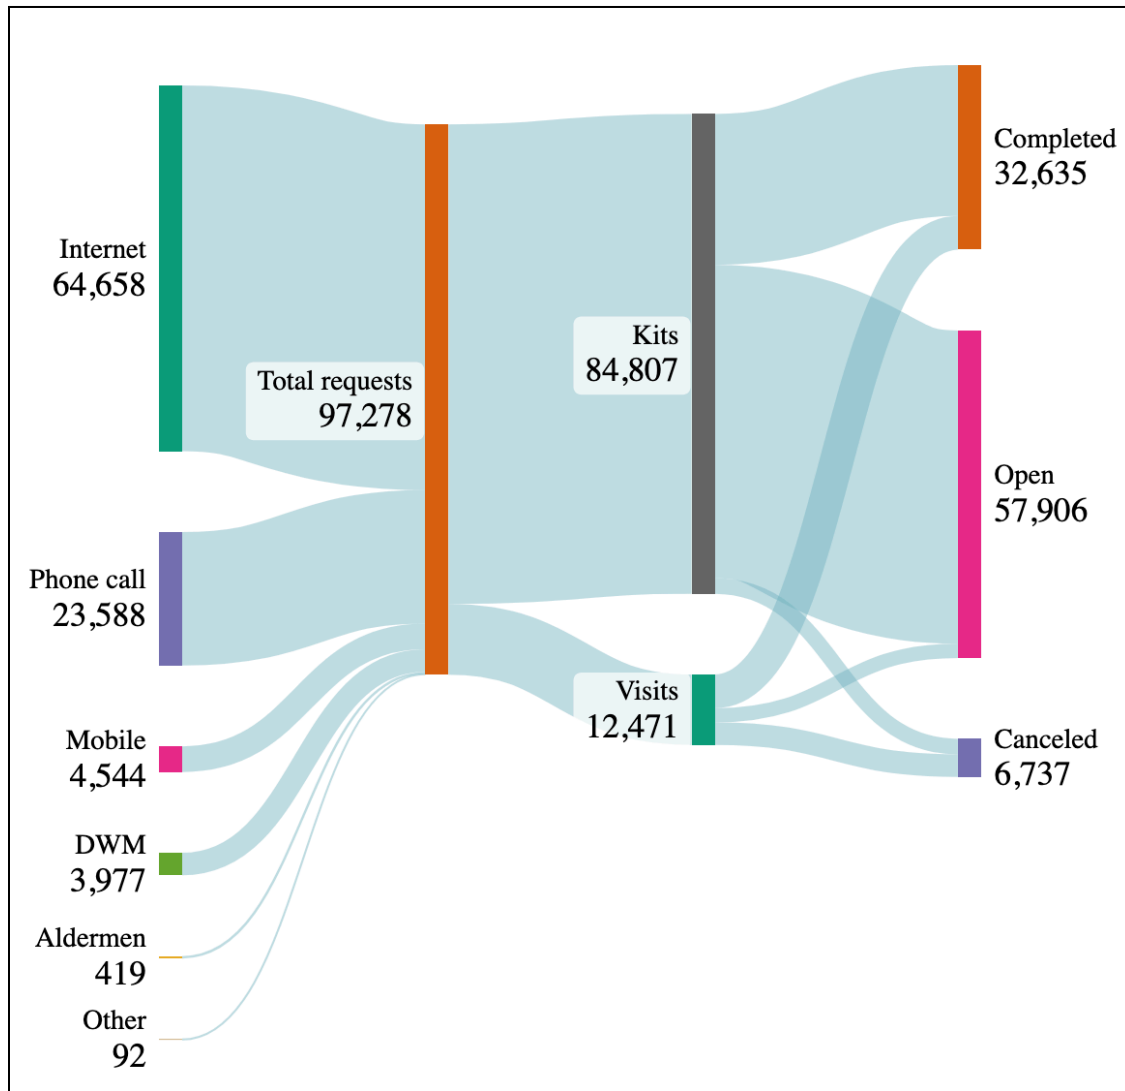 Internet
64,658
Phone call
23,588
Mobile
4,544
DWM
3,977
Aldermen
419
Other
92
Total requests
97,278
Kits
84,807
Visits
12,471
Completed
32,635
Open
57,906
Canceled
6,737